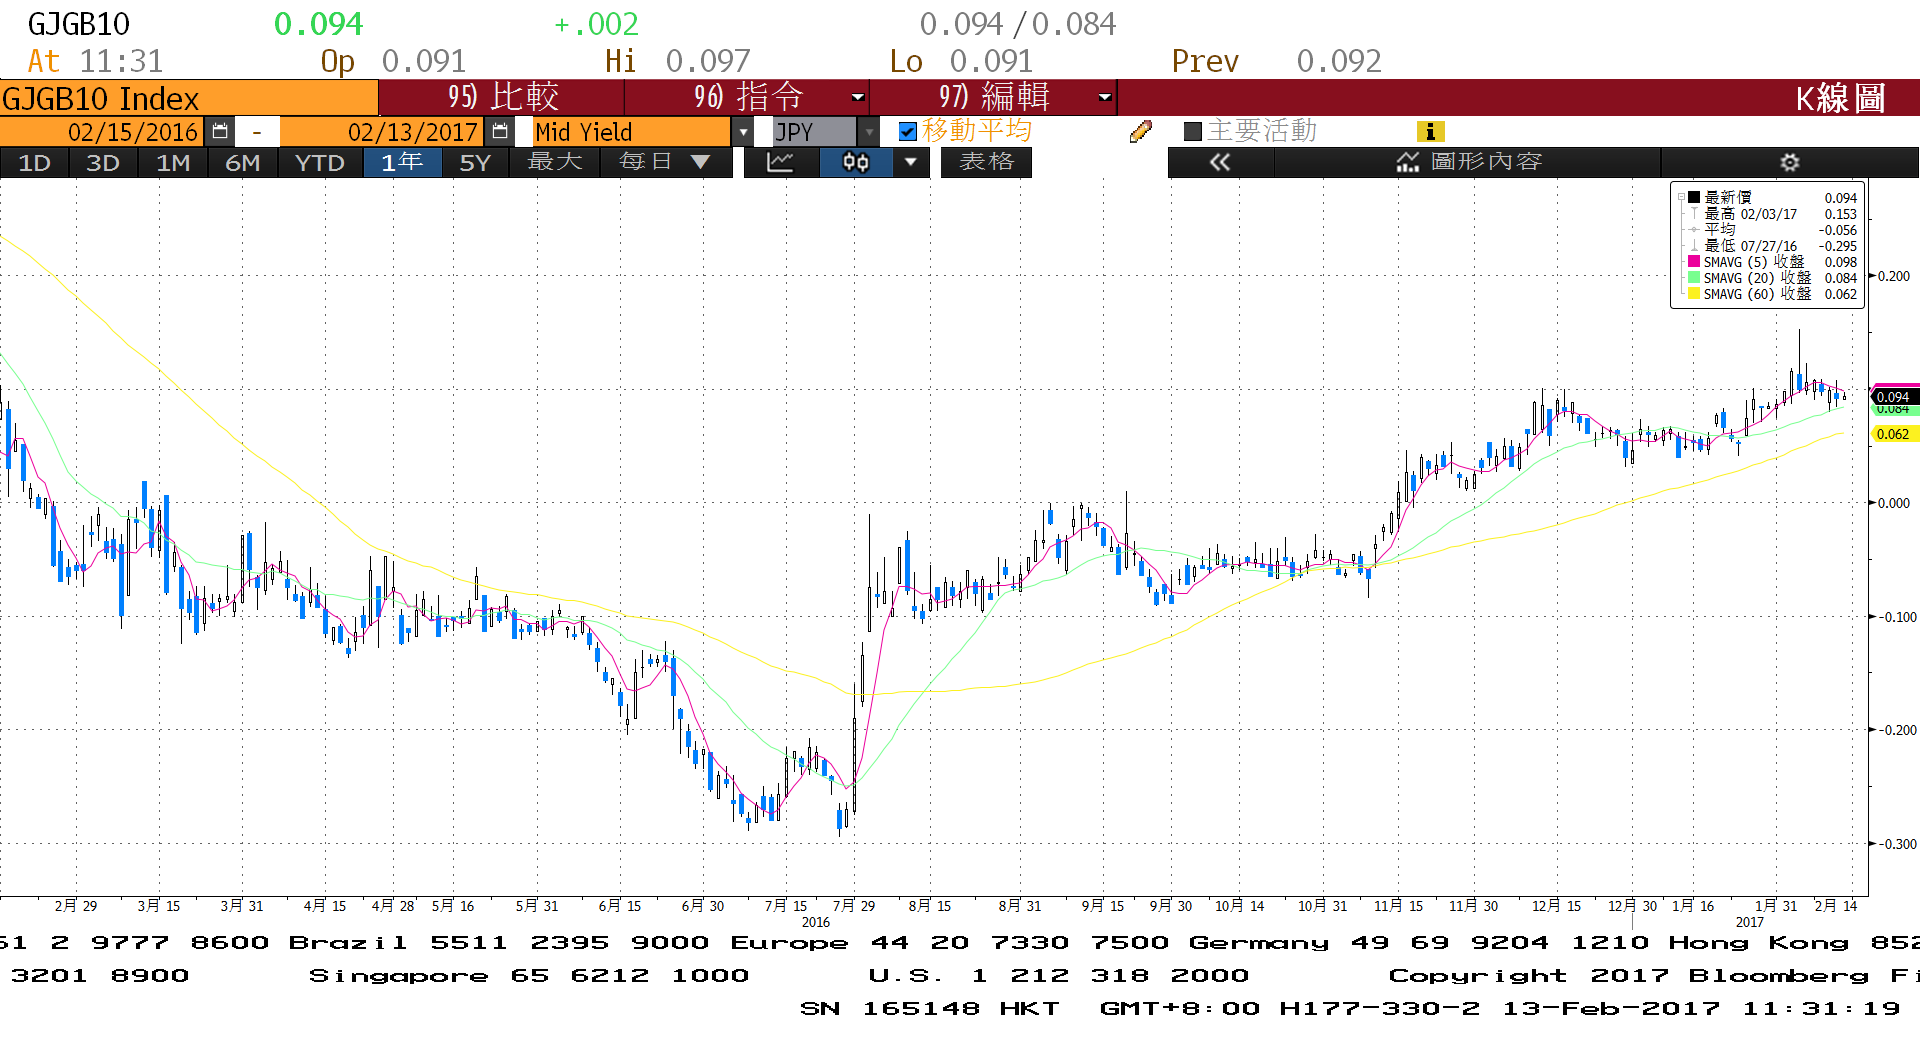 GJGB10 0.094 +.002 0.094 / 0.084
At 11:31 Op 0.091 Hi 0.097 Lo 0.091 Prev 0.092
GJGB10 Index 95) 比較 96) 指令 97) 編輯 K線圖
02/15/2016 - 02/13/2017 Mid Yield JPY 移動平均 主要活動
1D 3D 1M 6M YTD 1年 5Y 最大 每日 表格 圖形內容
最新價 0.094
最高 02/03/17 0.153
平均 -0.056
最低 07/27/16 -0.295
SMAVG (5) 收盤 0.098
SMAVG (20) 收盤 0.084
SMAVG (60) 收盤 0.062
0.200
0.094
0.084
0.062
0.000
-0.100
-0.200
-0.300
2月 29 3月 15 3月 31 4月 15 4月 28 5月 16 5月 31 6月 15 6月 30 7月 15 7月 29 8月 15 8月 31 9月 15 9月 30 10月 14 10月 31 11月 15 11月 30 12月 15 12月 30 1月 16 1月 31 2月 14
2016 2017
61 2 9777 8600 Brazil 5511 2395 9000 Europe 44 20 7330 7500 Germany 49 69 9204 1210 Hong Kong 852
3201 8900 Singapore 65 6212 1000 U.S. 1 212 318 2000 Copyright 2017 Bloomberg Fi
SN 165148 HKT GMT+8:00 H177-330-2 13-Feb-2017 11:31:19